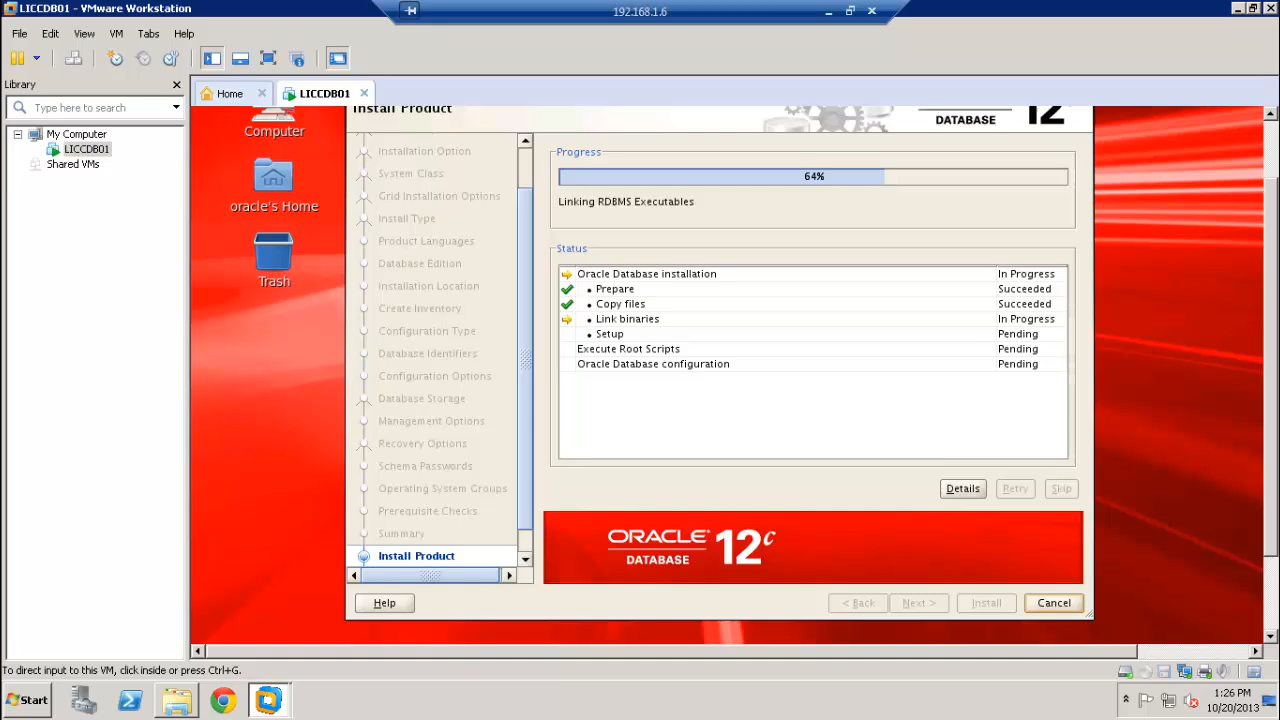 LICCDB01 - VMware Workstation
192.168.1.6
File Edit View VM Tabs Help
Library
Type here to search
My Computer
LICCDB01
Shared VMs
Home
LICCDB01
Computer
oracle's Home
Trash
Install Product
DATABASE 12
Installation Option
System Class
Grid Installation Options
Install Type
Product Languages
Database Edition
Installation Location
Create Inventory
Configuration Type
Database Identifiers
Configuration Options
Database Storage
Management Options
Recovery Options
Schema Passwords
Operating System Groups
Prerequisite Checks
Summary
Install Product
Progress
64%
Linking RDBMS Executables
Status
Oracle Database installation In Progress
• Prepare Succeeded
• Copy files Succeeded
• Link binaries In Progress
• Setup Pending
Execute Root Scripts Pending
Oracle Database configuration Pending
Details Retry Skip
ORACLE® 12c
DATABASE
Help
< Back Next > Install Cancel
To direct input to this VM, click inside or press Ctrl+G.
Start
1:26 PM
10/20/2013